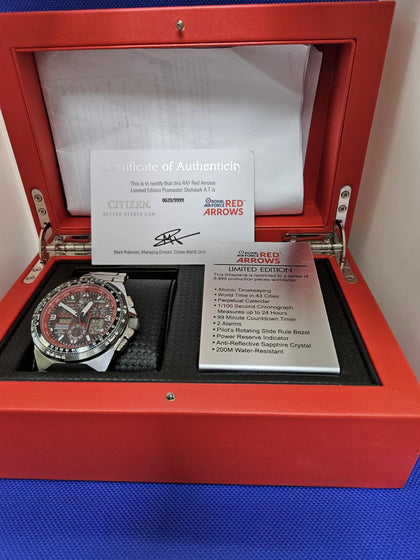 Certificate of Authenticity
This is to certify that this RAF Red Arrows
Limited Edition Promaster Skyhawk A.T is
CITIZEN 0620/9999 ROYAL AIR FORCE RED ARROWS
BETTER STARTS NOW
Mark Robinson, Managing Director, Citizen Watch UK/Is
ROYAL AIR FORCE RED ARROWS
LIMITED EDITION
This timepiece is restricted to a series of
9,999 production pieces worldwide:
• Atomic Timekeeping
• World Time in 43 Cities
• Perpetual Calendar
• 1/100 Second Chronograph
Measures up to 24 Hours
• 99 Minute Countdown Timer
• 2 Alarms
• Pilot's Rotating Slide Rule Bezel
• Power Reserve Indicator
• Anti-Reflective Sapphire Crystal
• 200M Water-Resistant